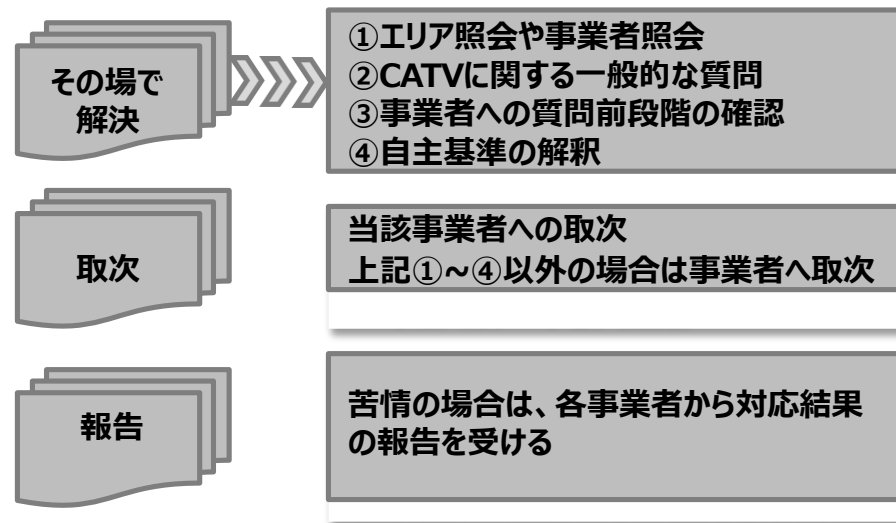 その場で
解決
①エリア照会や事業者照会
②CATVに関する一般的な質問
③事業者への質問前段階の確認
④自主基準の解釈
取次
当該事業者への取次
上記①~④以外の場合は事業者へ取次
報告
苦情の場合は、各事業者から対応結果
の報告を受ける